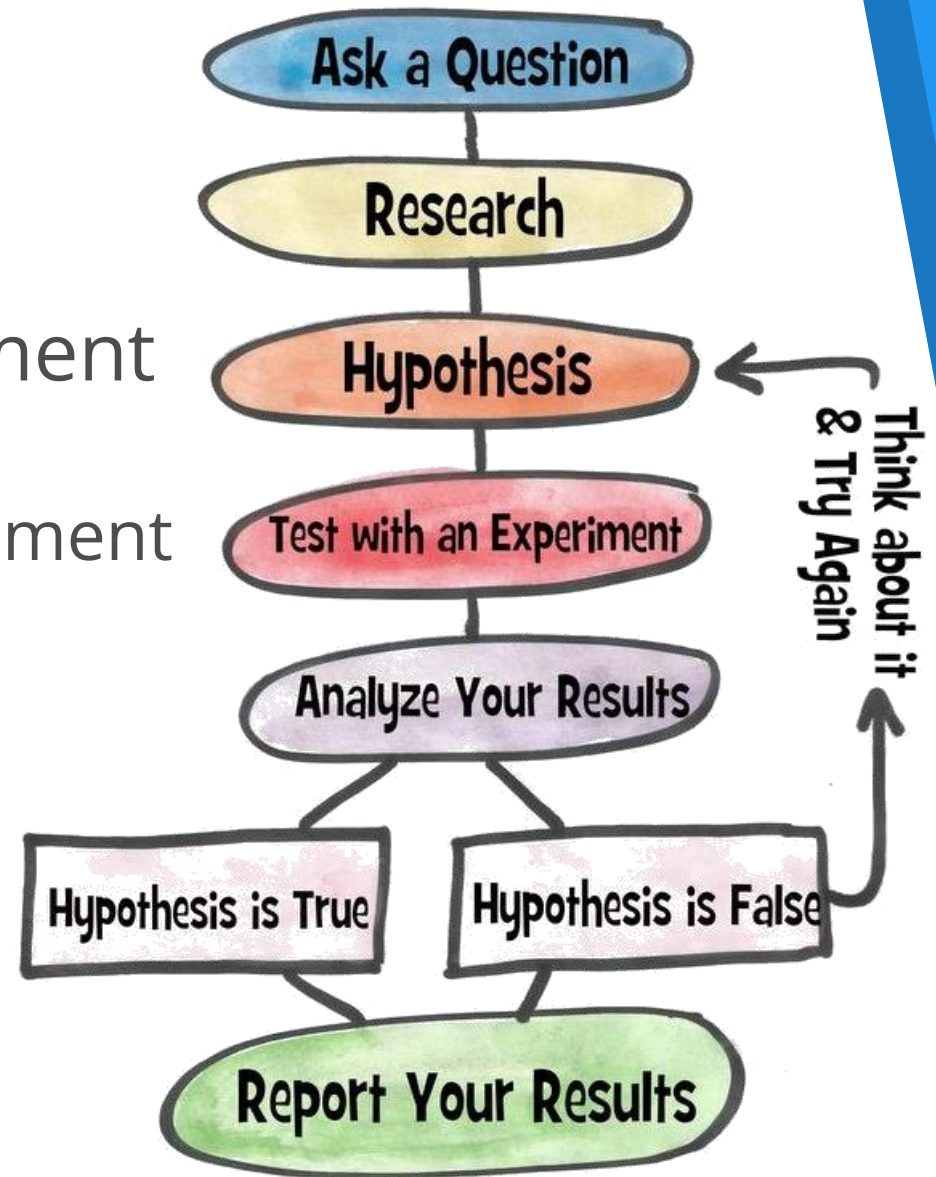 Ask a Question
Research
ment
Hypothesis
Think about it
& Try Again
ment
Test with an Experiment
Analyze Your Results
Hypothesis is True
Hypothesis is False
Report Your Results